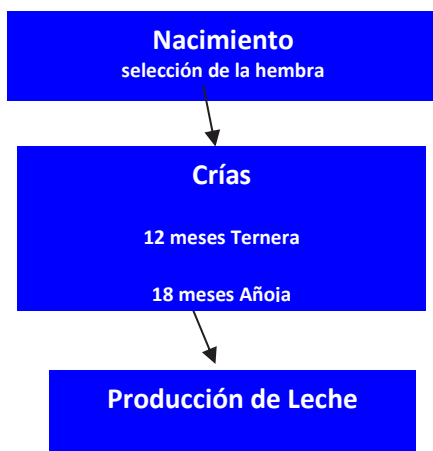 Nacimiento
selección de la hembra
Crías
12 meses Ternera
18 meses Añoja
Producción de Leche